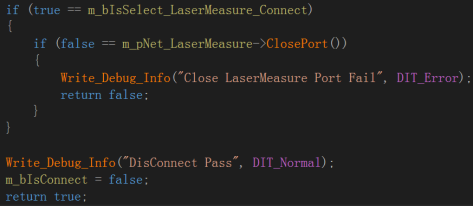 if (true == m_bIsSelect_LaserMeasure_Connect)
{
    if (false == m_pNet_LaserMeasure->ClosePort())
    {
        Write_Debug_Info("Close LaserMeasure Port Fail", DIT_Error);
        return false;
    }
}

Write_Debug_Info("DisConnect Pass", DIT_Normal);
m_bIsConnect = false;
return true;